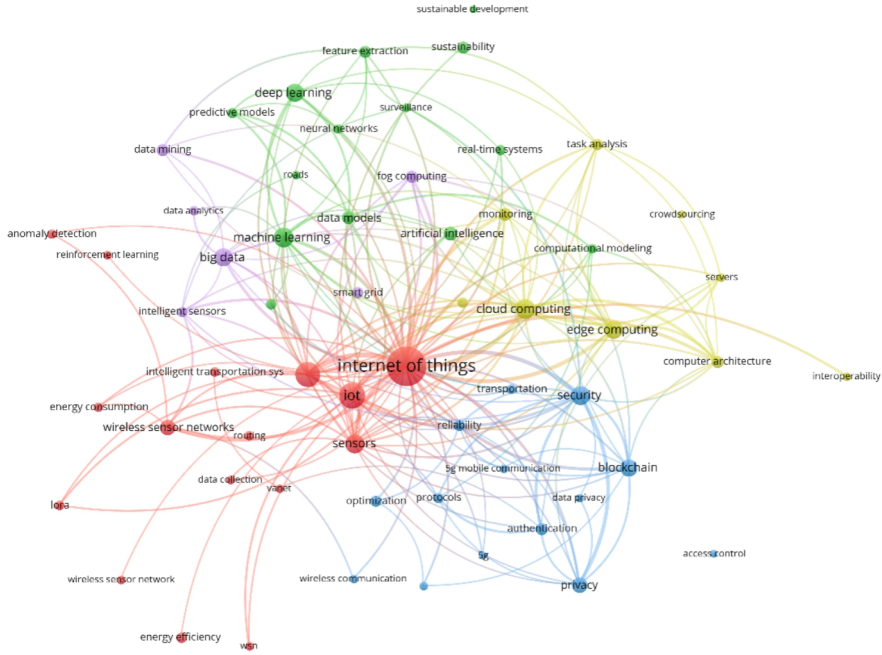 sustainable development
sustainability
feature extraction
deep learning
surveillance
predictive models
neural networks
task analysis
data mining
real-time systems
roads
fog computing
data analytics
monitoring
crowdsourcing
data models
anomaly detection
artificial intelligence
machine learning
computational modeling
reinforcement learning
big data
servers
smart grid
intelligent sensors
cloud computing
edge computing
computer architecture
internet of things
intelligent transportation sys
interoperability
transportation
iot
security
energy consumption
reliability
wireless sensor networks
routing
sensors
5g mobile communication
blockchain
data collection
vanet
optimization
protocols
data privacy
lora
authentication
5g
access control
wireless sensor network
wireless communication
privacy
energy efficiency
wsn